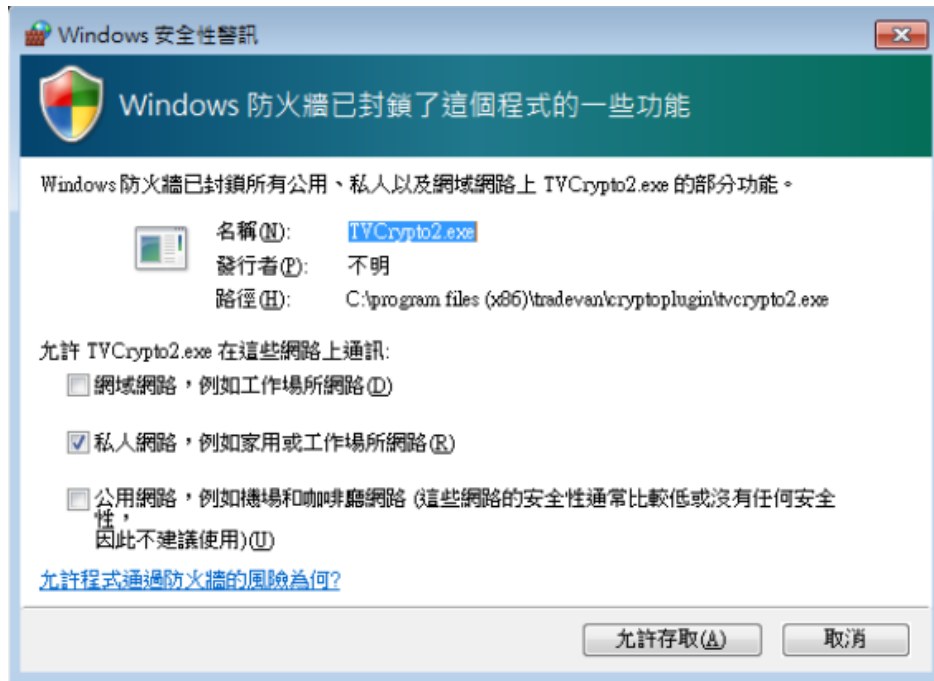 Windows 安全性警訊
Windows 防火牆已封鎖了這個程式的一些功能
Windows 防火牆已封鎖所有公用、私人以及網域網路上 TVCrypto2.exe 的部分功能。
名稱(N): TVCrypto2.exe
發行者(P): 不明
路徑(H): C:\program files (x86)\tradevan\cryptoplugin\tvcrypto2.exe
允許 TVCrypto2.exe 在這些網路上通訊:
網域網路，例如工作場所網路(D)
私人網路，例如家用或工作場所網路(R)
公用網路，例如機場和咖啡廳網路 (這些網路的安全性通常比較低或沒有任何安全
性，
因此不建議使用)(U)
允許程式通過防火牆的風險為何?
允許存取(A) 取消